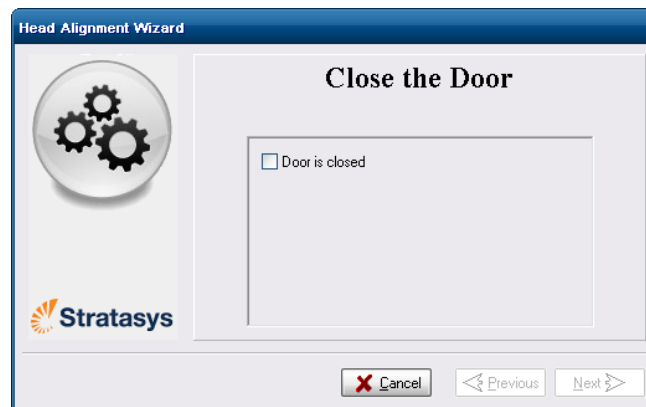 Head Alignment Wizard
Close the Door
Door is closed
Stratasys
Cancel
Previous
Next